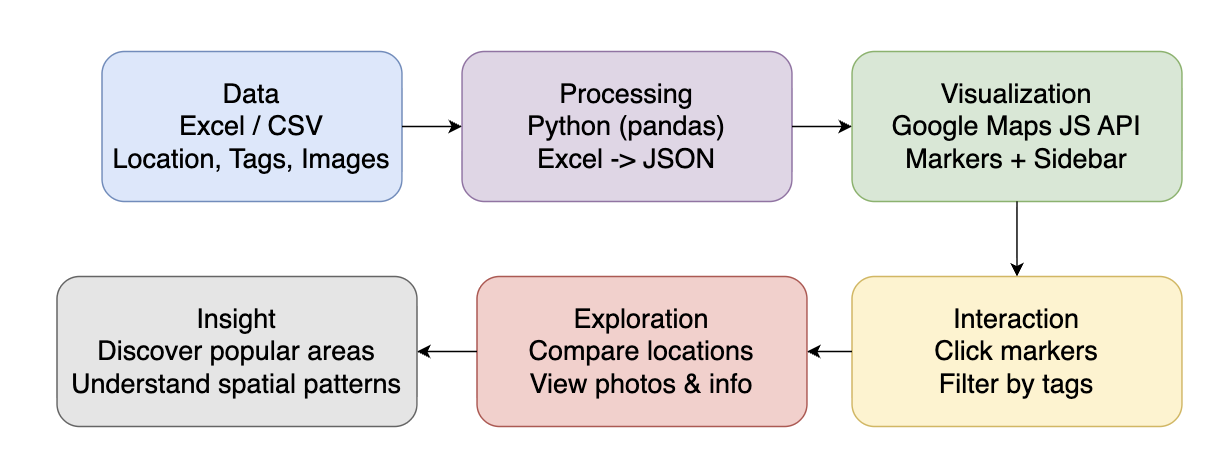 Data
Excel / CSV
Location, Tags, Images
Processing
Python (pandas)
Excel -> JSON
Visualization
Google Maps JS API
Markers + Sidebar
Interaction
Click markers
Filter by tags
Exploration
Compare locations
View photos & info
Insight
Discover popular areas
Understand spatial patterns